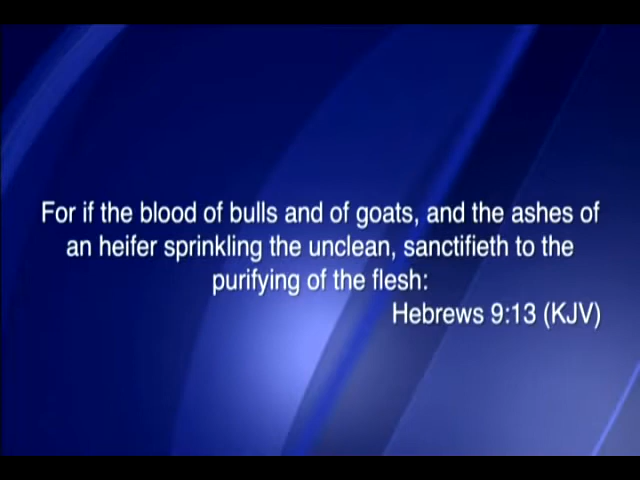 For if the blood of bulls and of goats, and the ashes of
an heifer sprinkling the unclean, sanctifieth to the
purifying of the flesh:
Hebrews 9:13 (KJV)